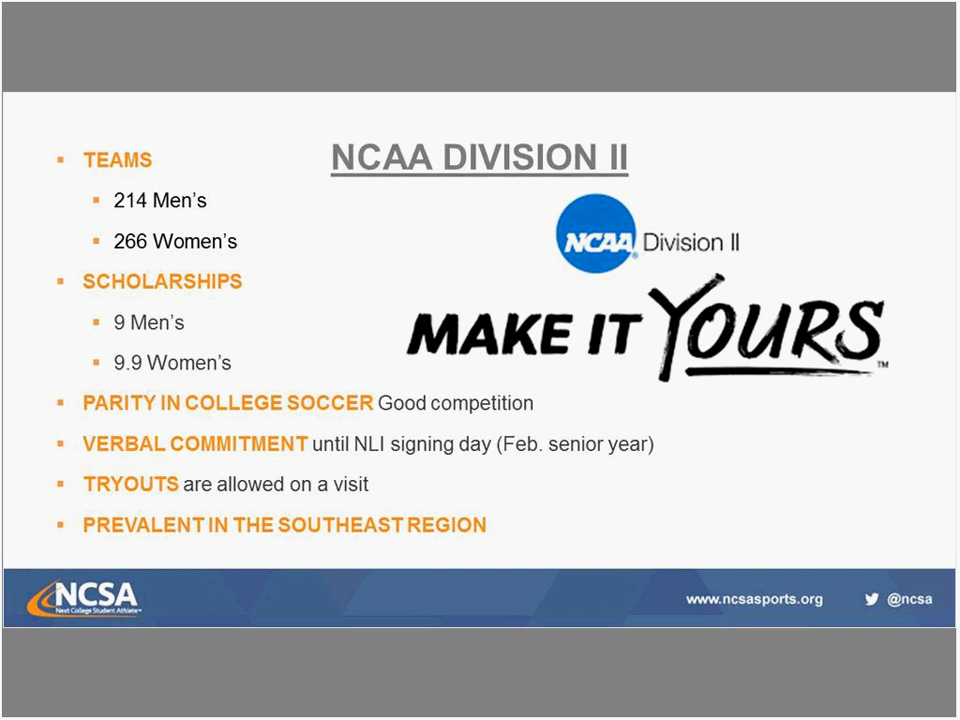 NCAA DIVISION II
▪ TEAMS
▪ 214 Men's
▪ 266 Women's
▪ SCHOLARSHIPS
▪ 9 Men's
▪ 9.9 Women's
▪ PARITY IN COLLEGE SOCCER Good competition
▪ VERBAL COMMITMENT until NLI signing day (Feb. senior year)
▪ TRYOUTS are allowed on a visit
▪ PREVALENT IN THE SOUTHEAST REGION
NCAA® Division II
MAKE IT YOURS™
NCSA
Next College Student Athlete™
www.ncsasports.org
@ncsa